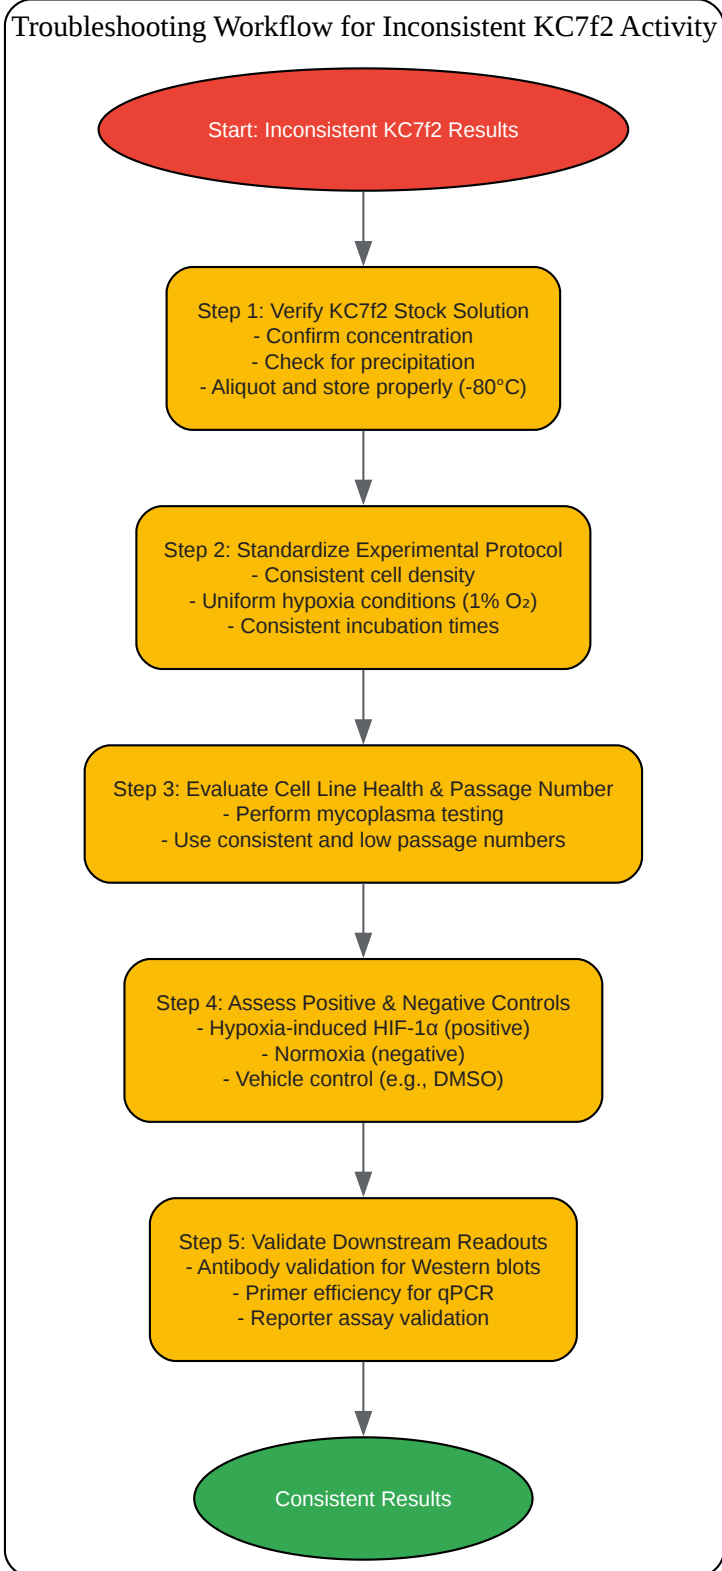 Troubleshooting Workflow for Inconsistent KC7f2 Activity
Start: Inconsistent KC7f2 Results
Step 1: Verify KC7f2 Stock Solution
- Confirm concentration
- Check for precipitation
- Aliquot and store properly (-80°C)
Step 2: Standardize Experimental Protocol
- Consistent cell density
- Uniform hypoxia conditions (1% O₂)
- Consistent incubation times
Step 3: Evaluate Cell Line Health & Passage Number
- Perform mycoplasma testing
- Use consistent and low passage numbers
Step 4: Assess Positive & Negative Controls
- Hypoxia-induced HIF-1α (positive)
- Normoxia (negative)
- Vehicle control (e.g., DMSO)
Step 5: Validate Downstream Readouts
- Antibody validation for Western blots
- Primer efficiency for qPCR
- Reporter assay validation
Consistent Results